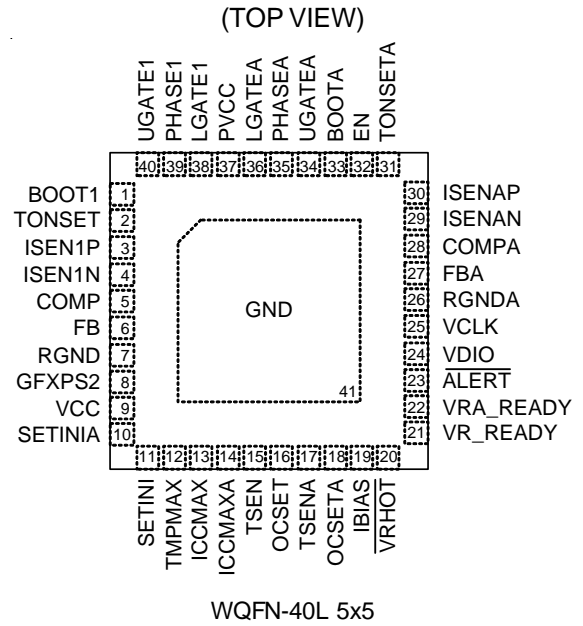 (TOP VIEW)
UGATE1
PHASE1
LGATE1
PVCC
LGATEA
PHASEA
UGATEA
BOOTA
EN
TONSETA
40 39 38 37 36 35 34 33 32 31
BOOT1 1
TONSET 2
ISEN1P 3
ISEN1N 4
COMP 5
FB 6
RGND 7
GFXPS2 8
VCC 9
SETINIA 10
GND
41
30 ISENAP
29 ISENAN
28 COMPA
27 FBA
26 RGNDA
25 VCLK
24 VDIO
23 ALERT
22 VRA_READY
21 VR_READY
11 12 13 14 15 16 17 18 19 20
SETINI
TMPMAX
ICCMAX
ICCMAXA
TSEN
OCSET
TSENA
OCSETA
IBIAS
VRHOT
WQFN-40L 5x5